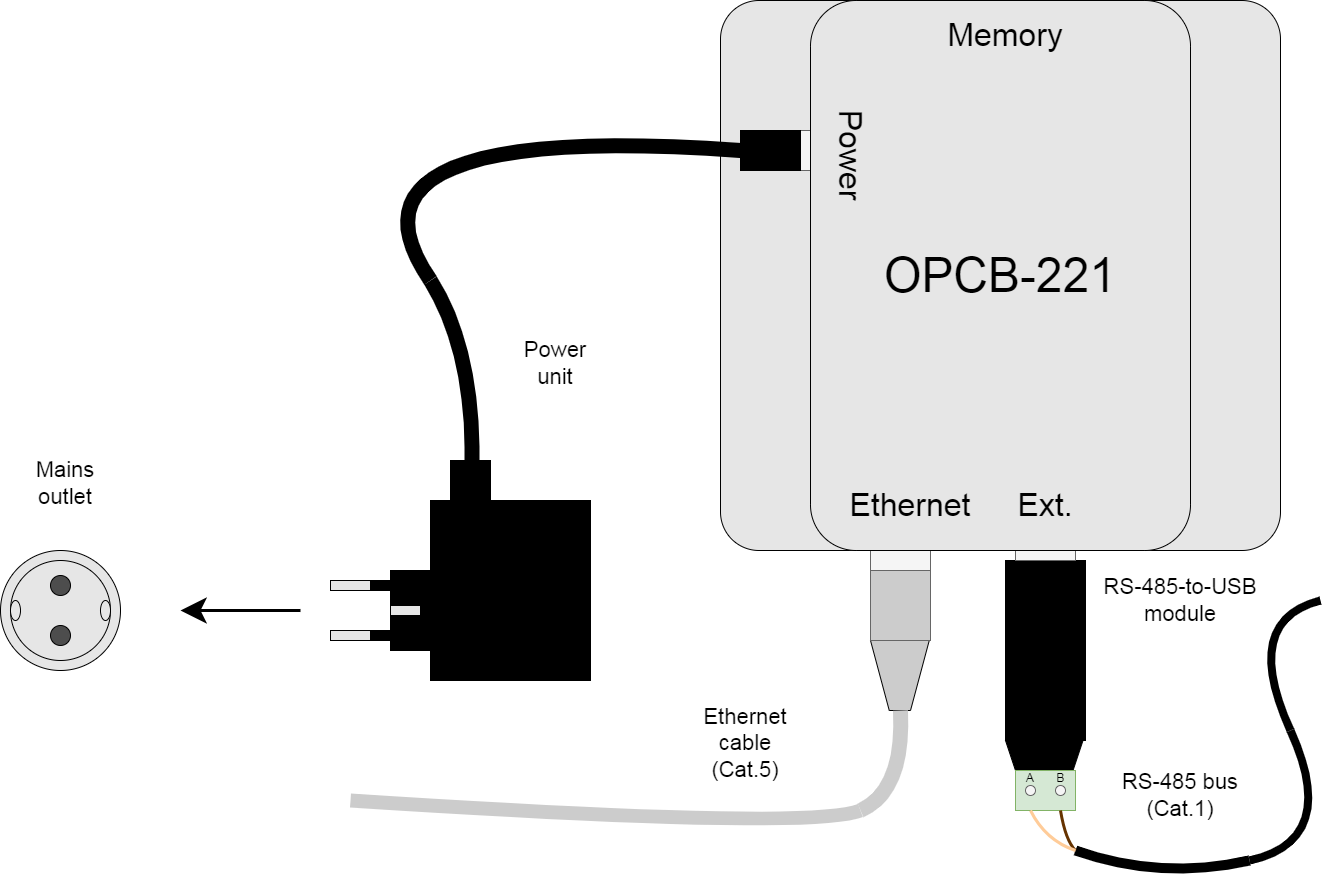 Memory
Power
OPCB-221
Power
unit
Mains
outlet
Ethernet
Ext.
RS-485-to-USB
module
Ethernet
cable
(Cat.5)
A
B
RS-485 bus
(Cat.1)